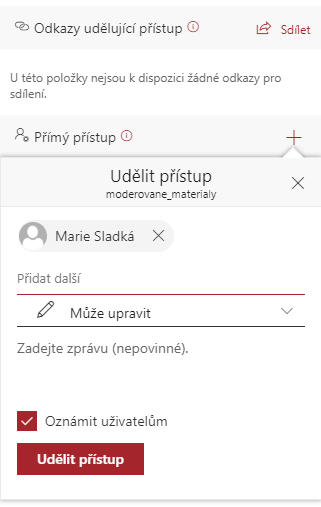 Odkazy udělující přístup
Sdílet
U této položky nejsou k dispozici žádné odkazy pro
sdílení.
Přímý přístup
Udělit přístup
moderovane_materialy
Marie Sladká
Přidat další
Může upravit
Zadejte zprávu (nepovinné).
Oznámit uživatelům
Udělit přístup